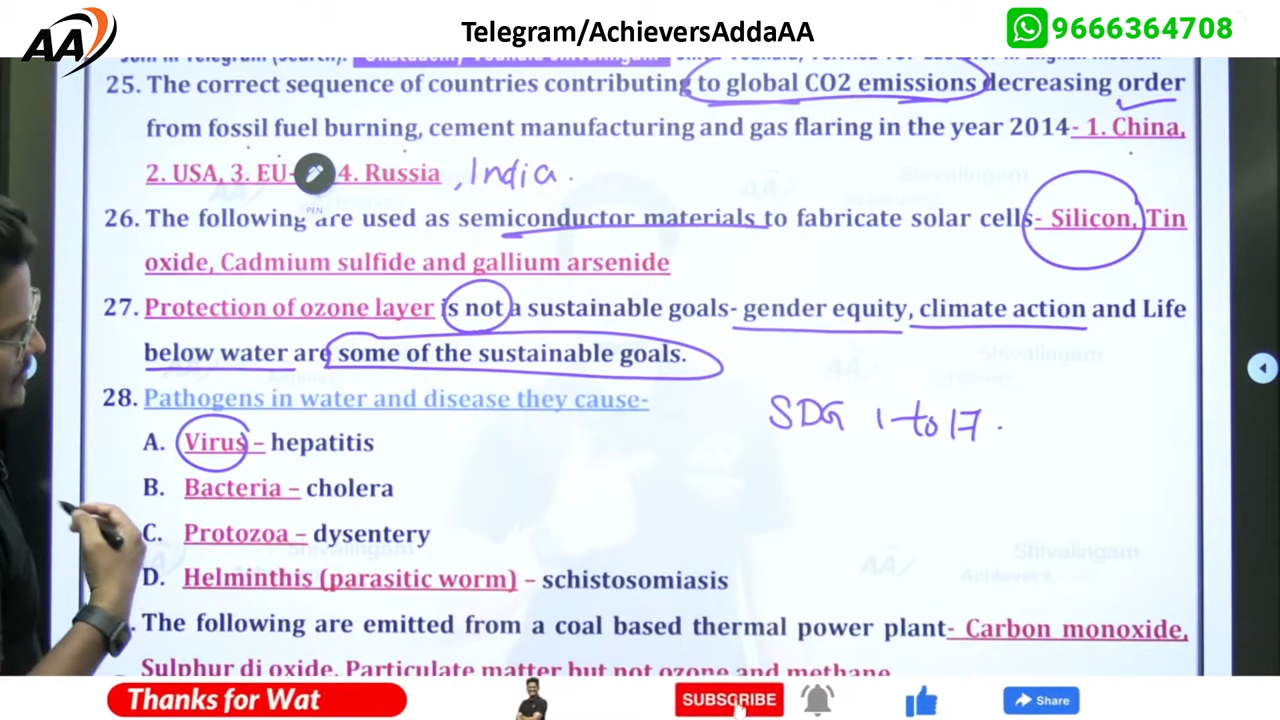 AA
Telegram/AchieversAddaAA
9666364708
25. The correct sequence of countries contributing to global CO2 emissions decreasing order
from fossil fuel burning, cement manufacturing and gas flaring in the year 2014- 1. China,
2. USA, 3. EU- 4. Russia , India .
PEN
26. The following are used as semiconductor materials to fabricate solar cells- Silicon, Tin
oxide, Cadmium sulfide and gallium arsenide
27. Protection of ozone layer is not a sustainable goals- gender equity, climate action and Life
below water are some of the sustainable goals.
28. Pathogens in water and disease they cause-
SDG 1 to 17 .
A. Virus – hepatitis
B. Bacteria – cholera
C. Protozoa – dysentery
D. Helminthis (parasitic worm) – schistosomiasis
. The following are emitted from a coal based thermal power plant- Carbon monoxide,
Sulphur di oxide, Particulate matter but not ozone and methane
Shivalingam
Shivalingam
Shivalingam
Achievers
Thanks for Wat
SUBSCRIBE
Share